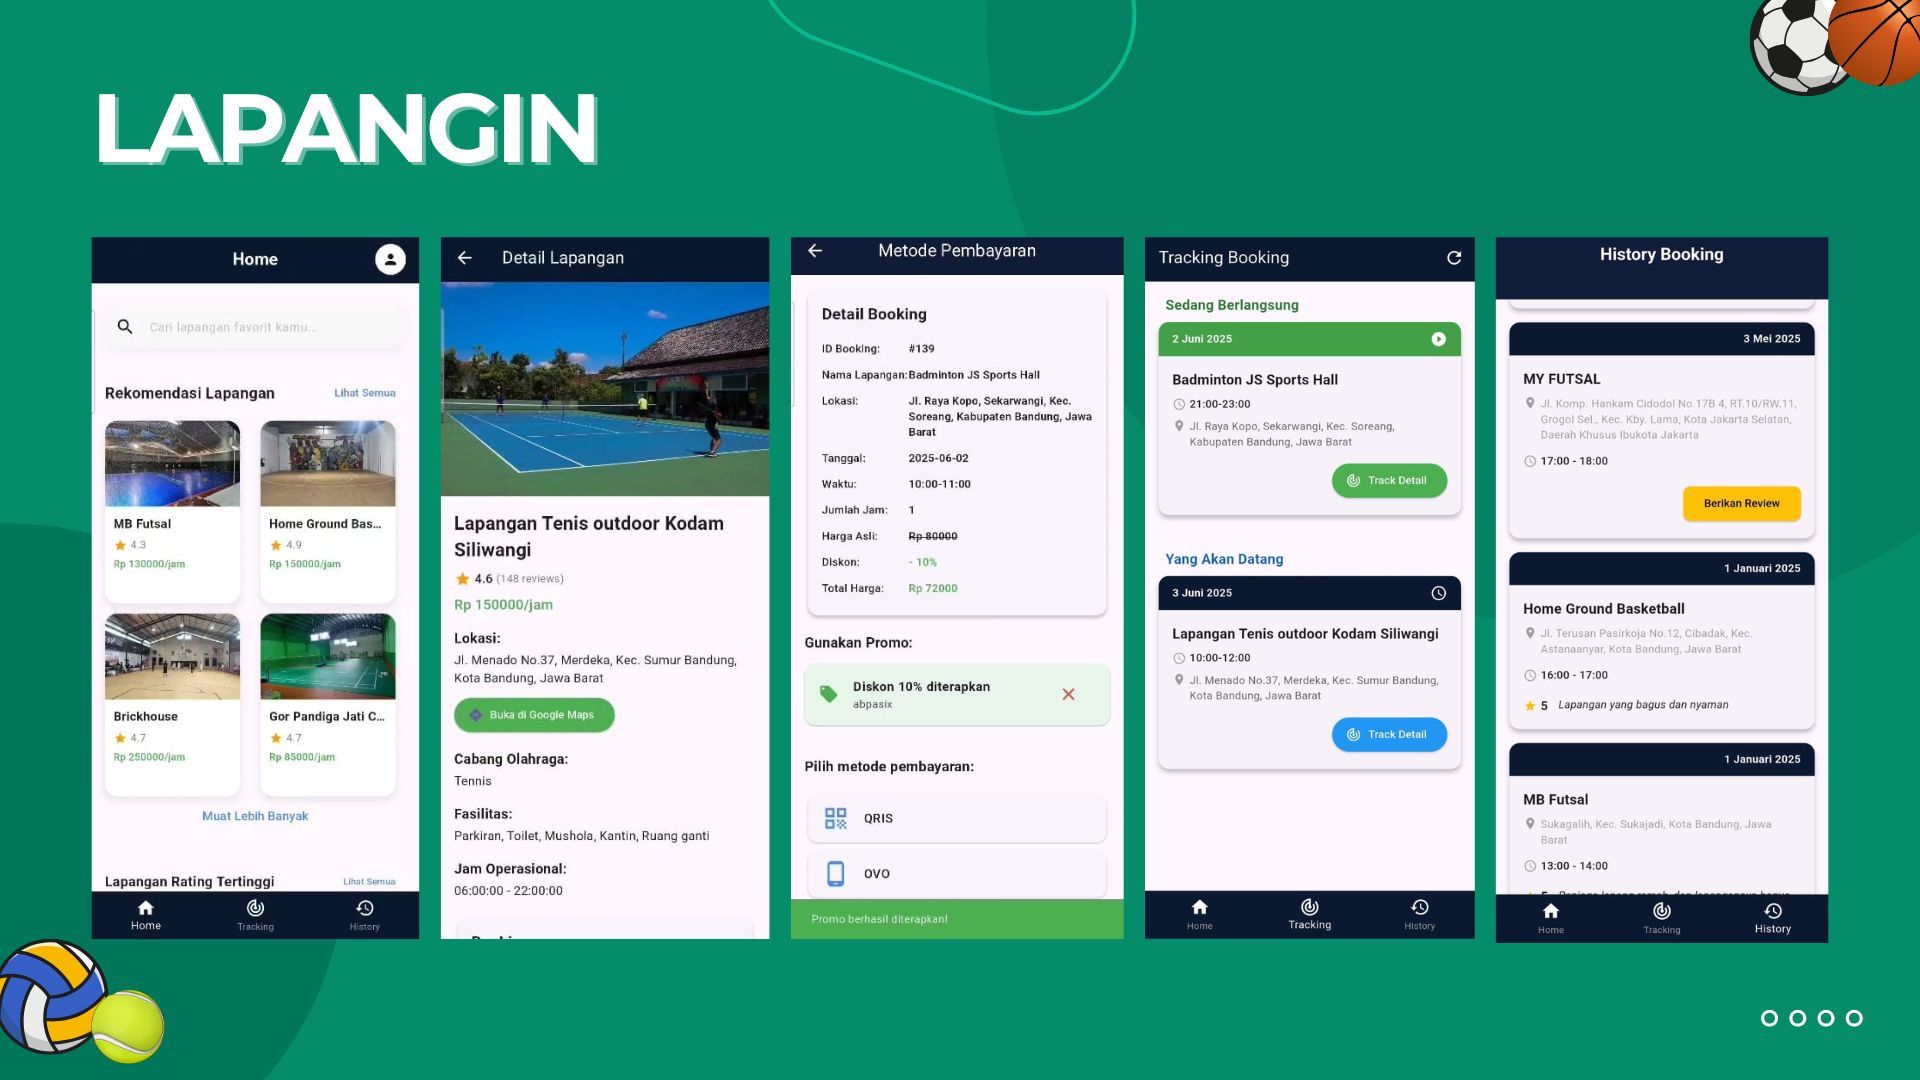 LAPANGIN
Home
Cari lapangan favorit kamu...
Rekomendasi Lapangan
Lihat Semua
MB Futsal
4.3
Rp 130000/jam
Home Ground Bas...
4.9
Rp 150000/jam
Brickhouse
4.7
Rp 250000/jam
Gor Pandiga Jati C...
4.7
Rp 85000/jam
Muat Lebih Banyak
Lapangan Rating Tertinggi
Lihat Semua
Home
Tracking
History
Detail Lapangan
Lapangan Tenis outdoor Kodam
Siliwangi
4.6 (148 reviews)
Rp 150000/jam
Lokasi:
Jl. Menado No.37, Merdeka, Kec. Sumur Bandung,
Kota Bandung, Jawa Barat
Buka di Google Maps
Cabang Olahraga:
Tennis
Fasilitas:
Parkiran, Toilet, Mushola, Kantin, Ruang ganti
Jam Operasional:
06:00:00 - 22:00:00
Metode Pembayaran
Detail Booking
ID Booking: #139
Nama Lapangan: Badminton JS Sports Hall
Lokasi: Jl. Raya Kopo, Sekarwangi, Kec.
Soreang, Kabupaten Bandung, Jawa
Barat
Tanggal: 2025-06-02
Waktu: 10:00-11:00
Jumlah Jam: 1
Harga Asli: Rp 80000
Diskon: - 10%
Total Harga: Rp 72000
Gunakan Promo:
Diskon 10% diterapkan
abpasix
Pilih metode pembayaran:
QRIS
OVO
Promo berhasil diterapkan!
Tracking Booking
Sedang Berlangsung
2 Juni 2025
Badminton JS Sports Hall
21:00-23:00
Jl. Raya Kopo, Sekarwangi, Kec. Soreang,
Kabupaten Bandung, Jawa Barat
Track Detail
Yang Akan Datang
3 Juni 2025
Lapangan Tenis outdoor Kodam Siliwangi
10:00-12:00
Jl. Menado No.37, Merdeka, Kec. Sumur Bandung,
Kota Bandung, Jawa Barat
Track Detail
Home
Tracking
History
History Booking
3 Mei 2025
MY FUTSAL
Jl. Komp. Hankam Cidodol No.17B 4, RT.10/RW.11,
Grogol Sel., Kec. Kby. Lama, Kota Jakarta Selatan,
Daerah Khusus Ibukota Jakarta
17:00 - 18:00
Berikan Review
1 Januari 2025
Home Ground Basketball
Jl. Terusan Pasirkoja No.12, Cibadak, Kec.
Astanaanyar, Kota Bandung, Jawa Barat
16:00 - 17:00
5 Lapangan yang bagus dan nyaman
1 Januari 2025
MB Futsal
Sukagalih, Kec. Sukajadi, Kota Bandung, Jawa
Barat
13:00 - 14:00
Home
Tracking
History